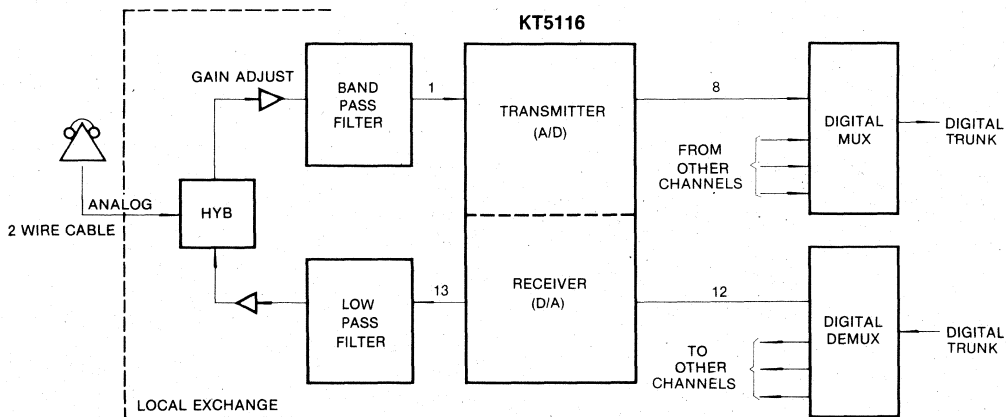 KT5116
GAIN ADJUST
BAND
PASS
FILTER
1
TRANSMITTER
(A/D)
8
DIGITAL
MUX
DIGITAL
TRUNK
FROM
OTHER
CHANNELS
ANALOG
2 WIRE CABLE
HYB
LOW
PASS
FILTER
13
RECEIVER
(D/A)
12
DIGITAL
DEMUX
DIGITAL
TRUNK
TO
OTHER
CHANNELS
LOCAL EXCHANGE